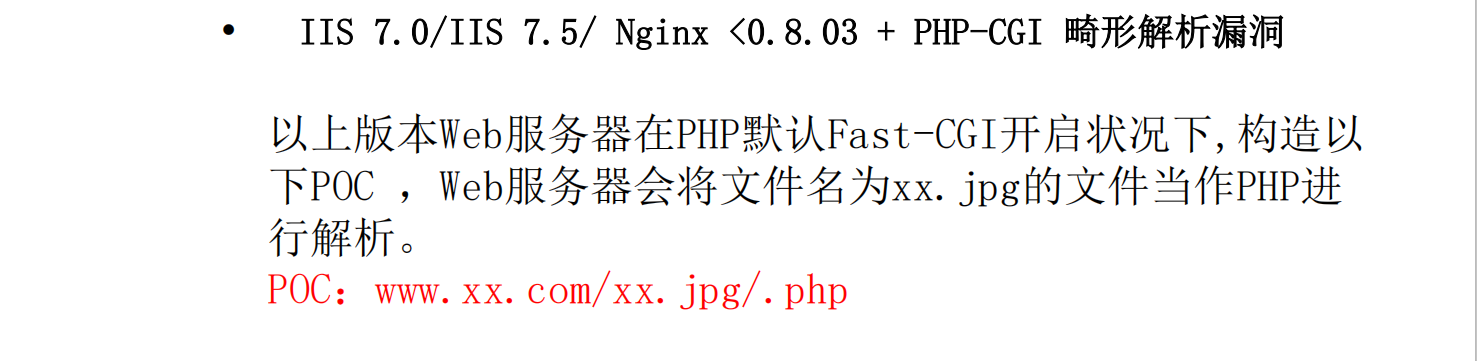 • IIS 7.0/IIS 7.5/ Nginx <0.8.03 + PHP-CGI 畸形解析漏洞
以上版本Web服务器在PHP默认Fast-CGI开启状况下,构造以
下POC ，Web服务器会将文件名为xx.jpg的文件当作PHP进
行解析。
POC：www.xx.com/xx.jpg/.php